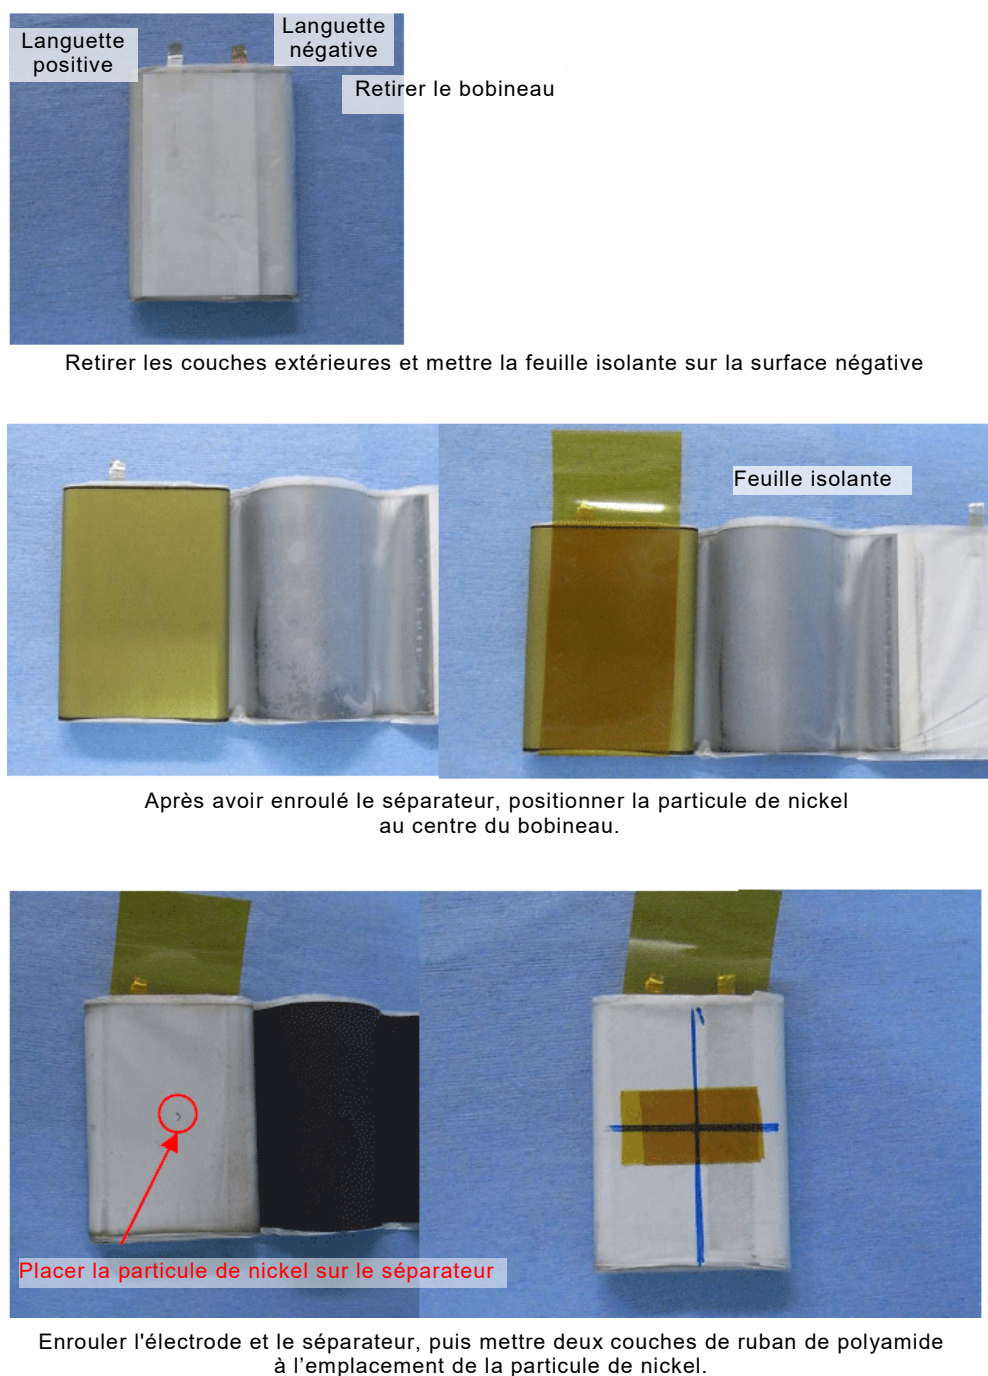 Languette
positive
Languette
négative
Retirer le bobineau
Retirer les couches extérieures et mettre la feuille isolante sur la surface négative
Feuille isolante
Après avoir enroulé le séparateur, positionner la particule de nickel
au centre du bobineau.
Placer la particule de nickel sur le séparateur
Enrouler l'électrode et le séparateur, puis mettre deux couches de ruban de polyamide
à l’emplacement de la particule de nickel.